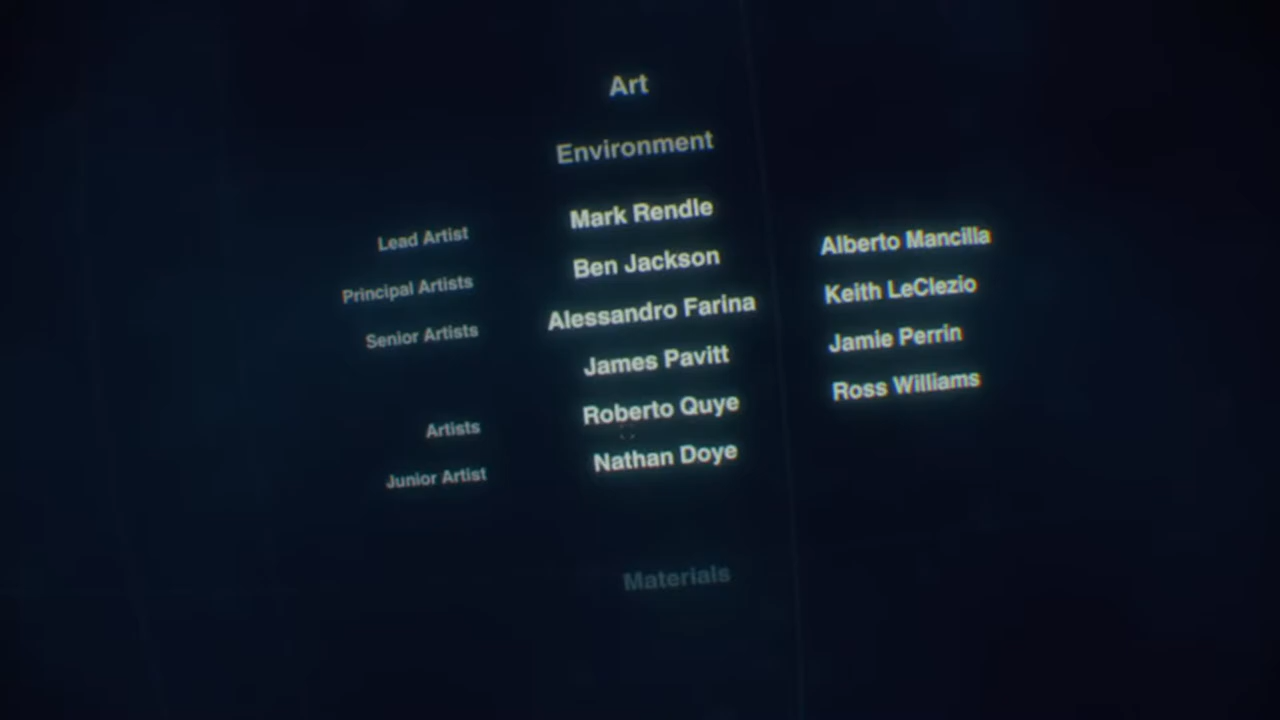 Art
Environment
Lead Artist Mark Rendle
Principal Artists Ben Jackson Alberto Mancilla
Senior Artists Alessandro Farina Keith LeClezio
James Pavitt Jamie Perrin
Artists Roberto Quye Ross Williams
Junior Artist Nathan Doye
Materials